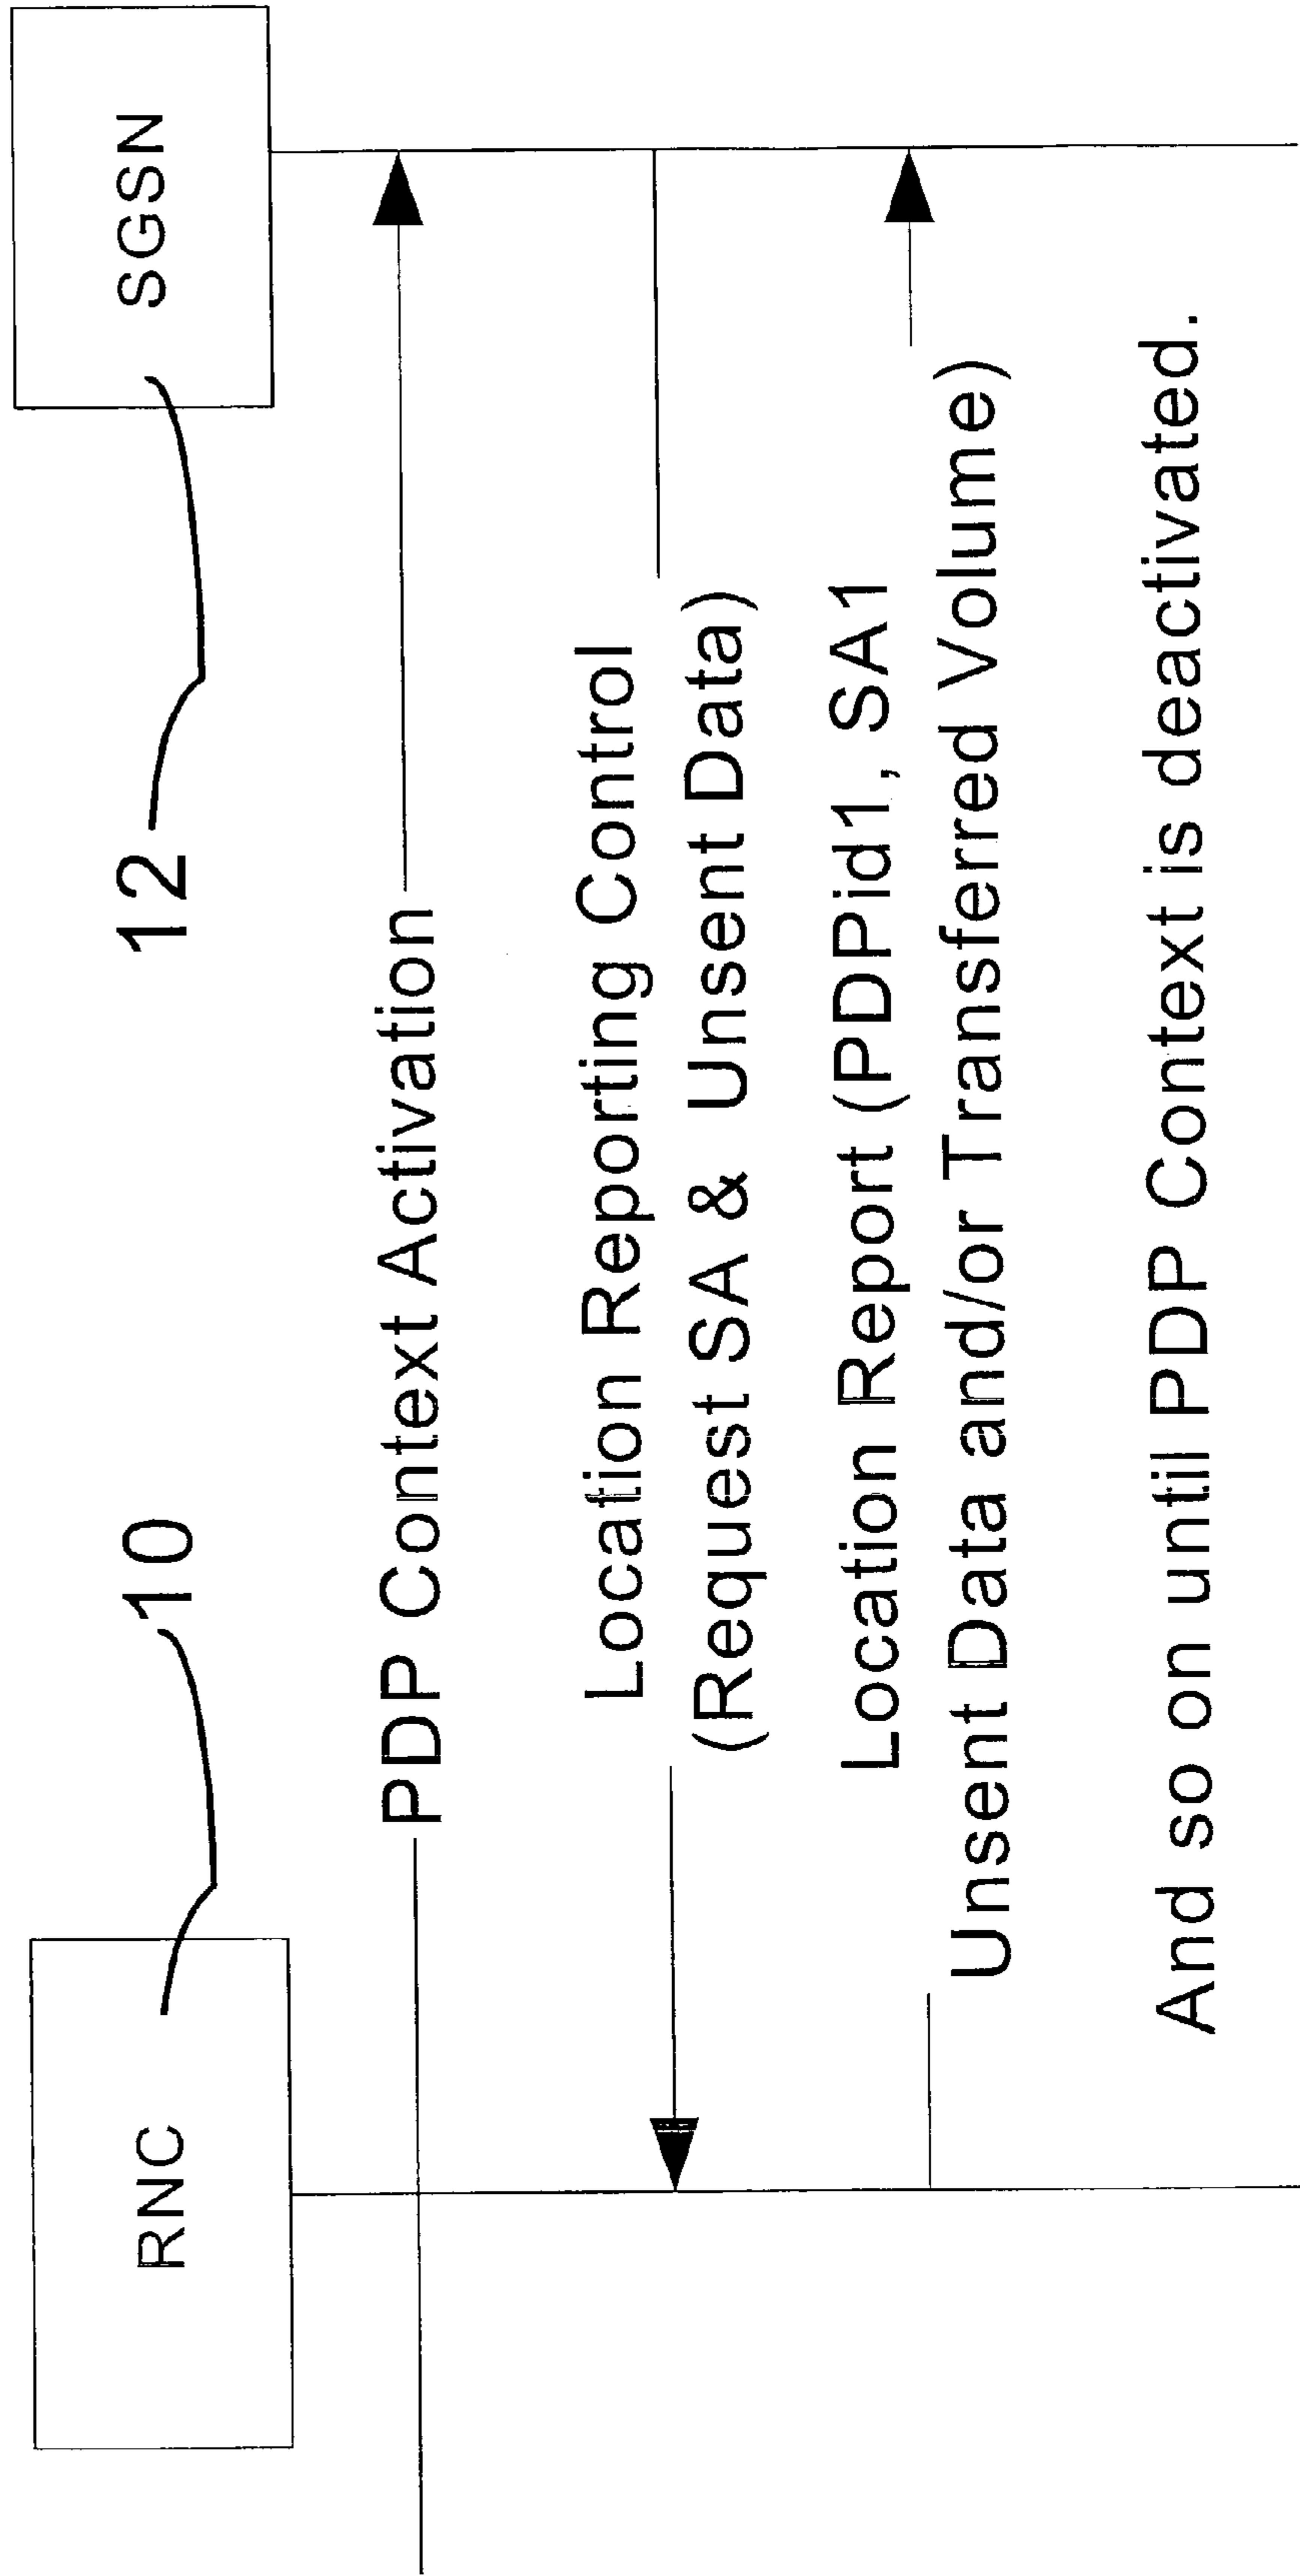 10
12
RNC
SGSN
PDP Context Activation
Location Reporting Control
(Request SA & Unsent Data)
Location Report (PDPid1, SA1
Unsent Data and/or Transferred Volume)
And so on until PDP Context is deactivated.